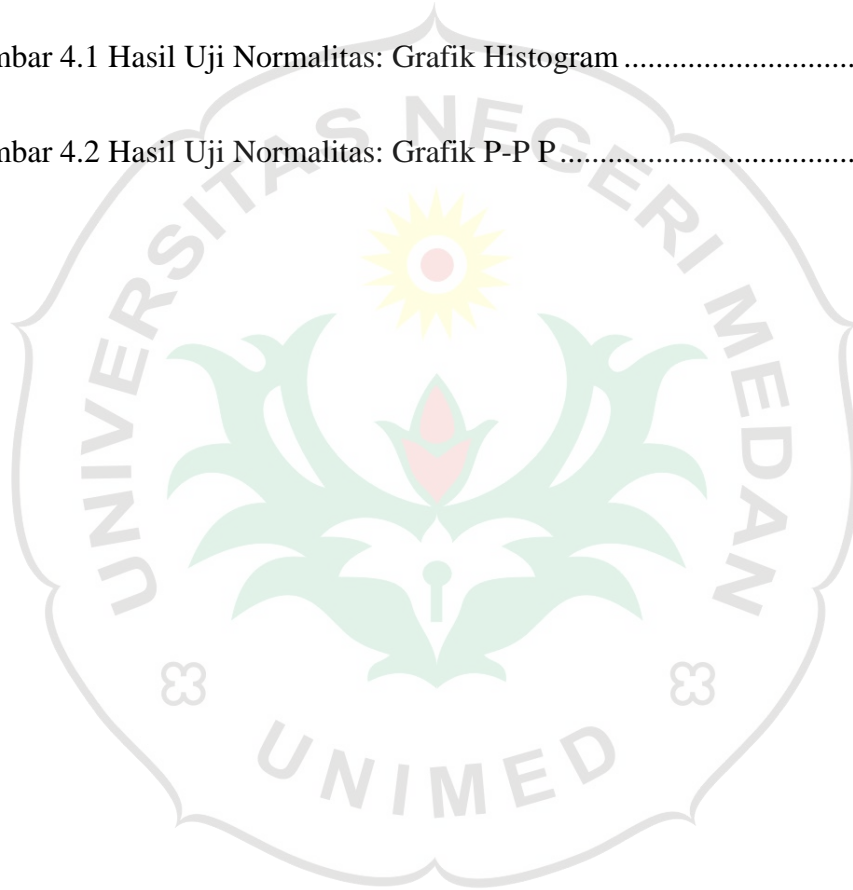 mbar 4.1 Hasil Uji Normalitas: Grafik Histogram ............................
mbar 4.2 Hasil Uji Normalitas: Grafik P-P P....................................
UNIVERSITAS NEGERI MEDAN
UNIMED